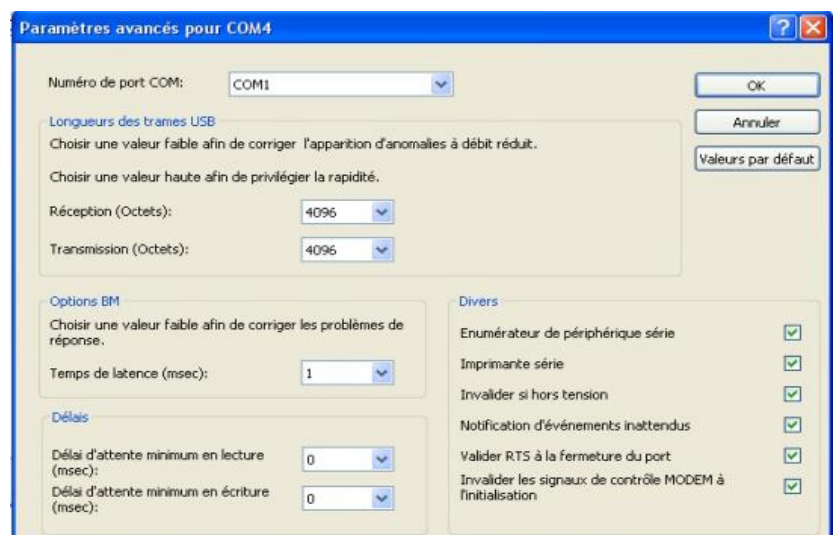 Paramètres avancés pour COM4
Numéro de port COM:
COM1
OK
Annuler
Valeurs par défaut
Longueurs des trames USB
Choisir une valeur faible afin de corriger l'apparition d'anomalies à débit réduit.
Choisir une valeur haute afin de privilégier la rapidité.
Réception (Octets):
4096
Transmission (Octets):
4096
Options BM
Choisir une valeur faible afin de corriger les problèmes de
réponse.
Temps de latence (msec):
1
Délais
Délai d'attente minimum en lecture
(msec):
0
Délai d'attente minimum en écriture
(msec):
0
Divers
Enumérateur de périphérique série
Imprimante série
Invalider si hors tension
Notification d'événements inattendus
Valider RTS à la fermeture du port
Invalider les signaux de contrôle MODEM à
l'initialisation